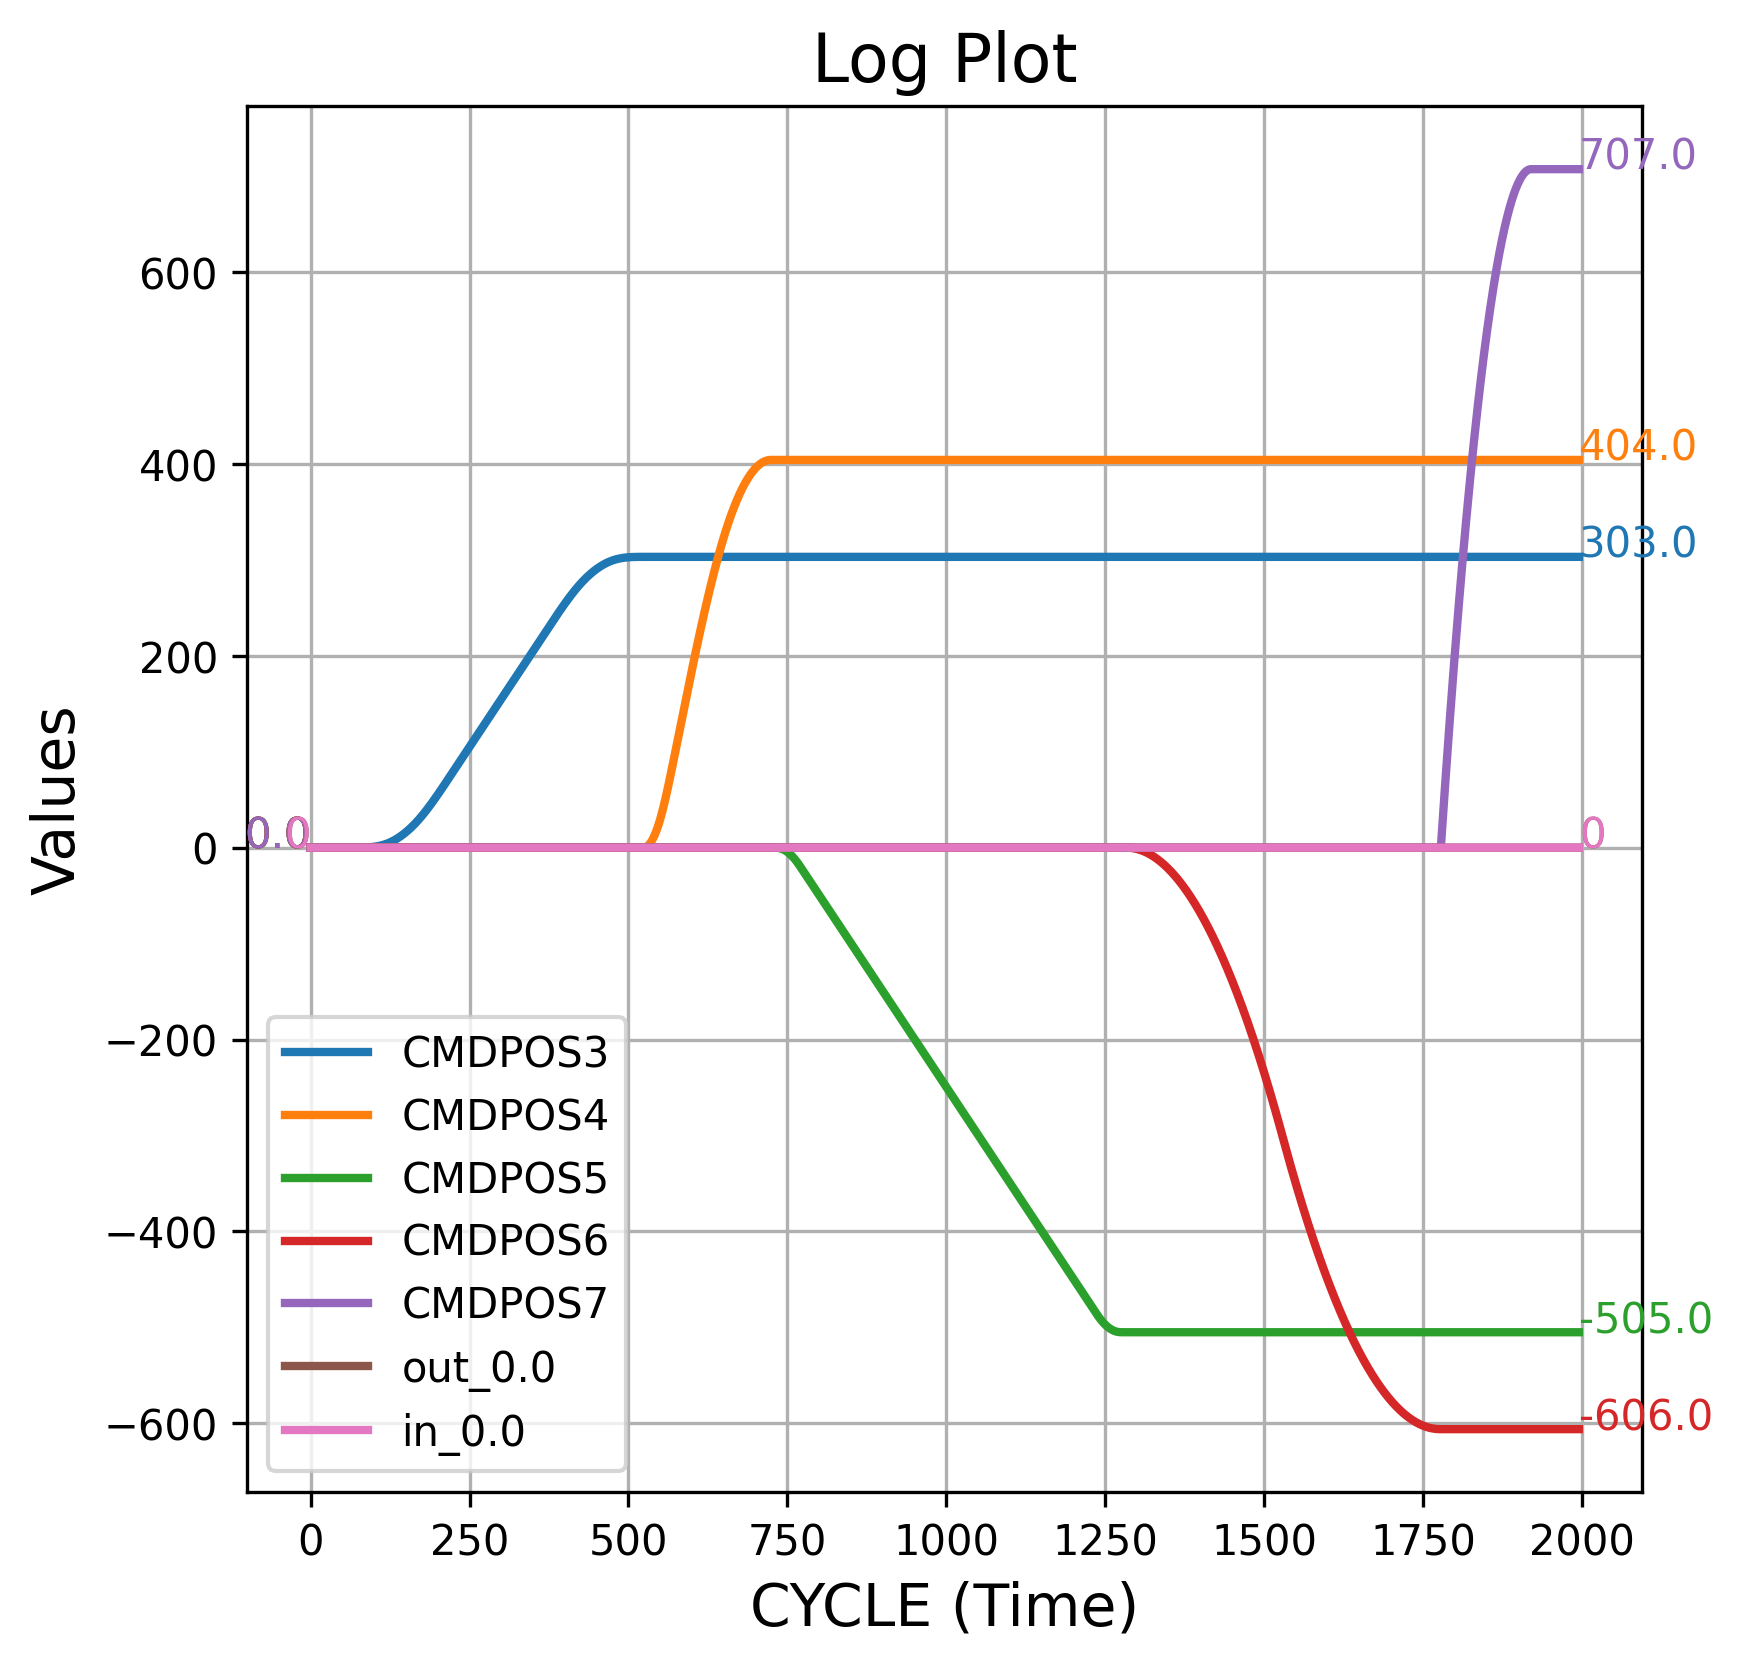 Log Plot
707.0
600
404.0
400
303.0
200
0.0
0
0
0
−200
−400
-505.0
−600
-606.0
Values
CMDPOS3
CMDPOS4
CMDPOS5
CMDPOS6
CMDPOS7
out_0.0
in_0.0
0 250 500 750 1000 1250 1500 1750 2000
CYCLE (Time)